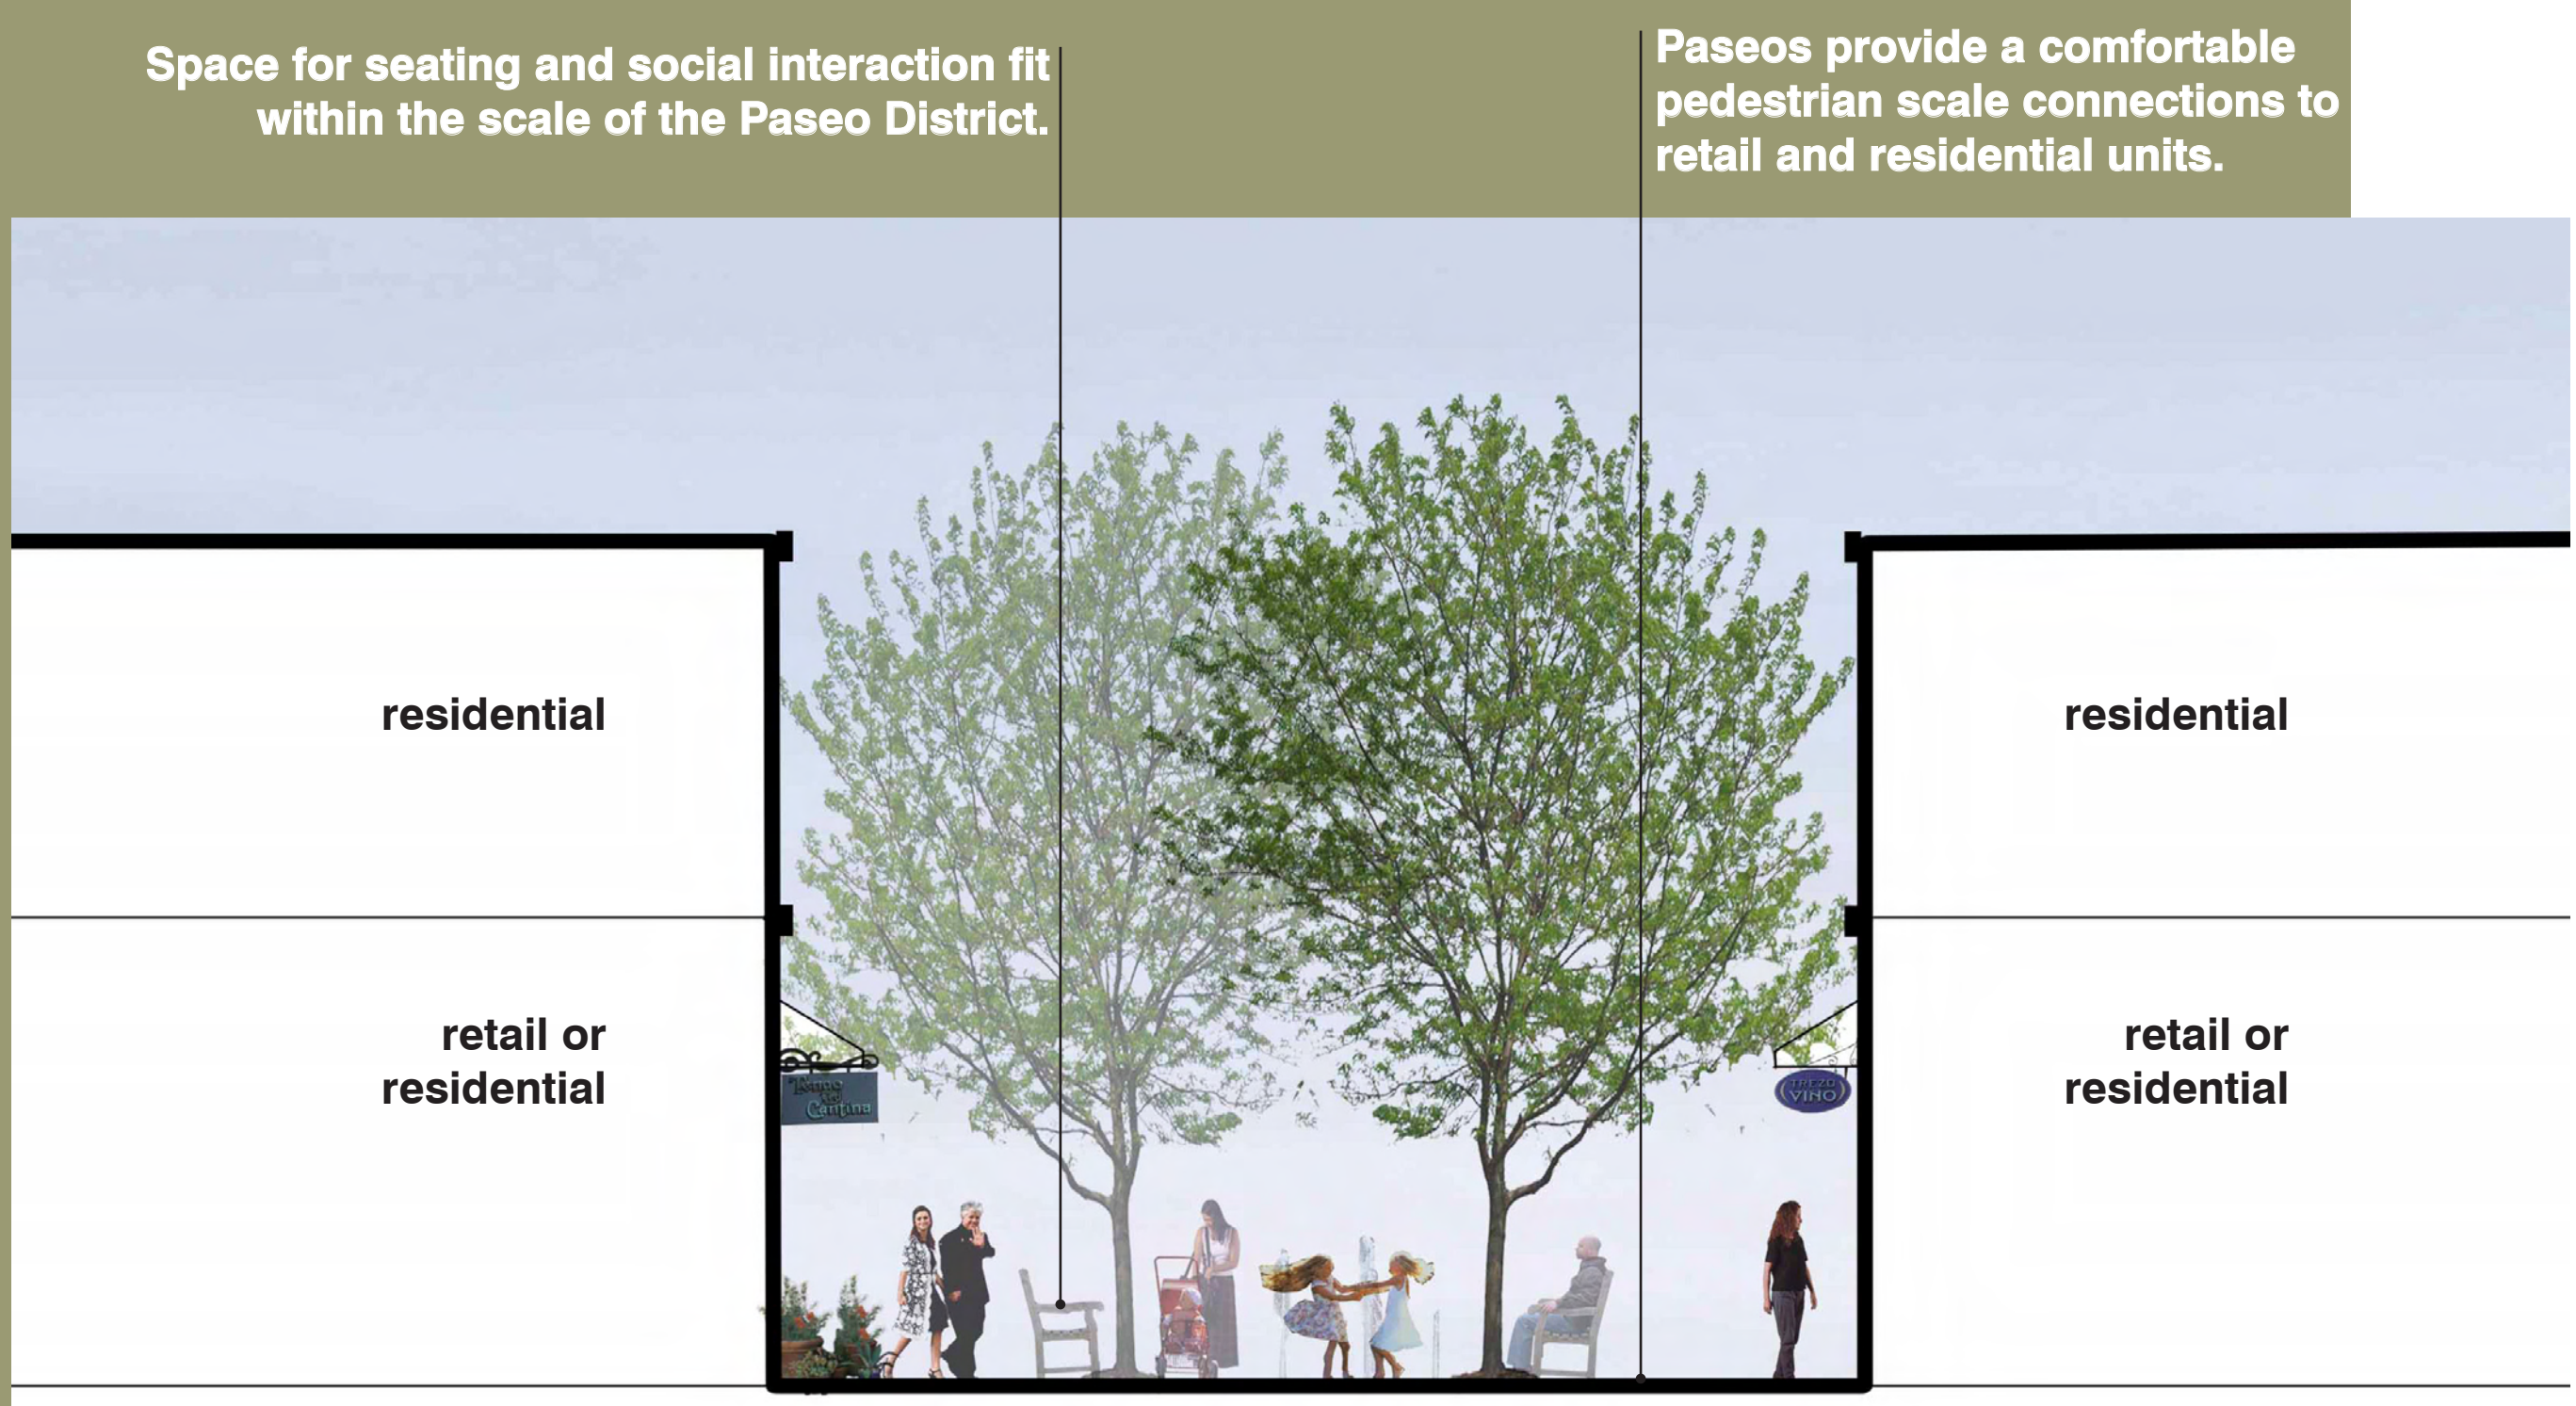 Space for seating and social interaction fit
within the scale of the Paseo District.
Paseos provide a comfortable
pedestrian scale connections to
retail and residential units.
residential
residential
retail or
residential
retail or
residential
Cantina
TREZO
VINO